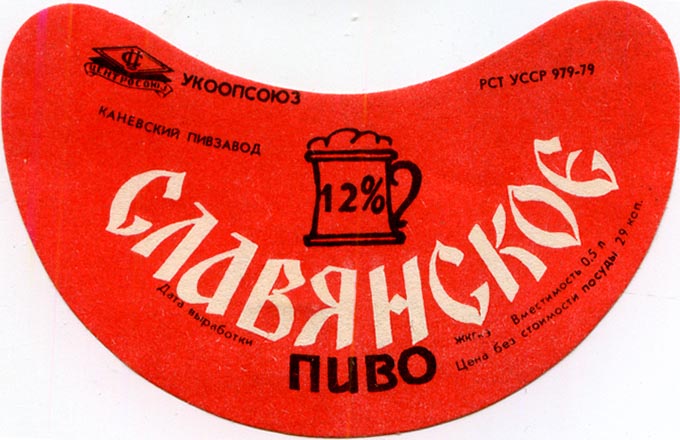 ЦЕНТРОСОЮЗ
УКООПСОЮЗ
РСТ УССР 979-79
КАНЕВСКИЙ ПИВЗАВОД
12%
СЛАВЯНСКОЕ
ПИВО
Дата выработки
Вместимость 0,5 л
Цена без стоимости посуды 29 коп.